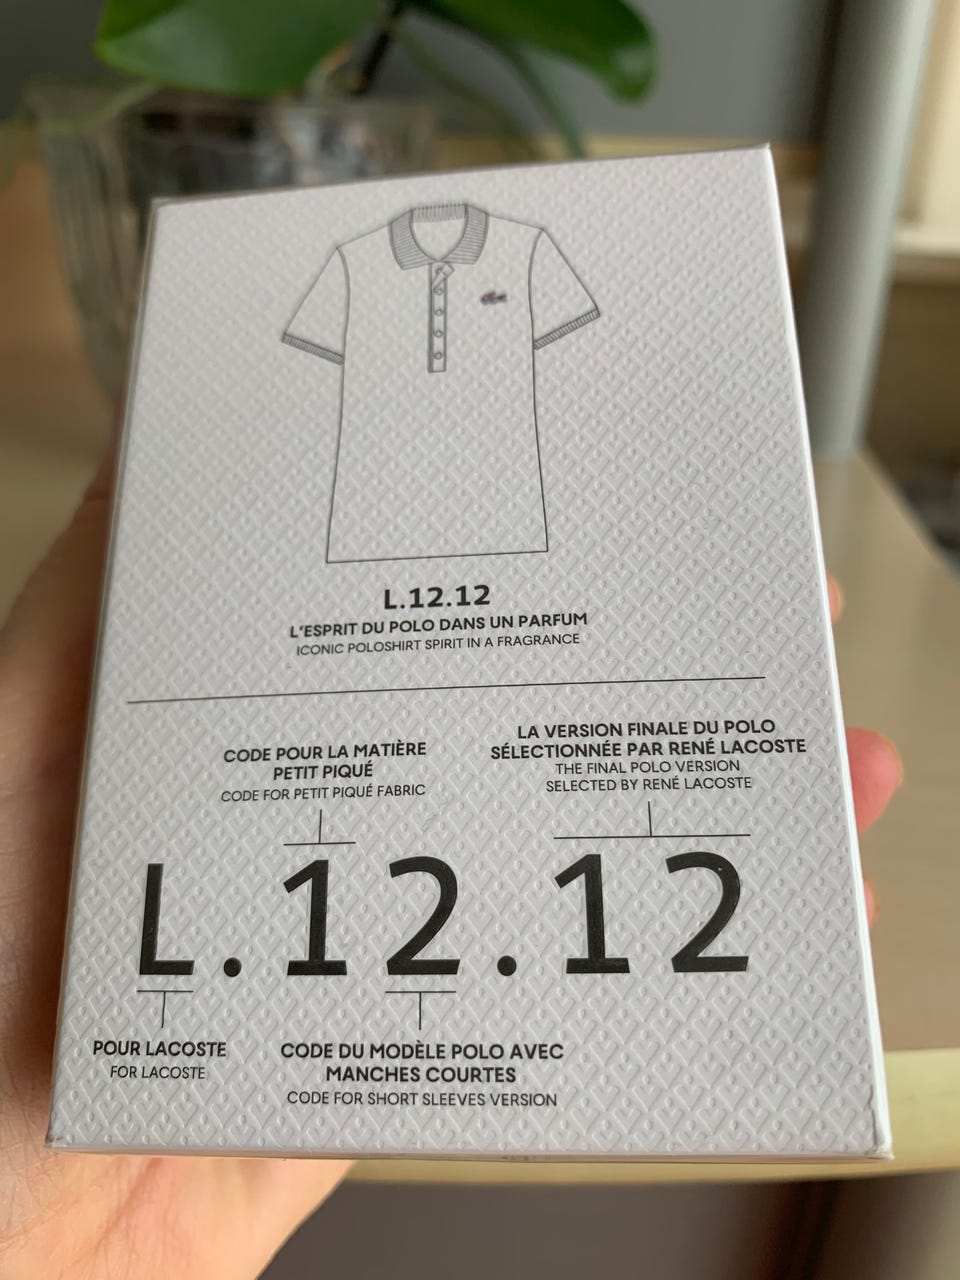 L.12.12
L'ESPRIT DU POLO DANS UN PARFUM
ICONIC POLOSHIRT SPIRIT IN A FRAGRANCE
CODE POUR LA MATIÈRE
PETIT PIQUÉ
CODE FOR PETIT PIQUÉ FABRIC
LA VERSION FINALE DU POLO
SÉLECTIONNÉE PAR RENÉ LACOSTE
THE FINAL POLO VERSION
SELECTED BY RENÉ LACOSTE
L.12.12
POUR LACOSTE
FOR LACOSTE
CODE DU MODÈLE POLO AVEC
MANCHES COURTES
CODE FOR SHORT SLEEVES VERSION